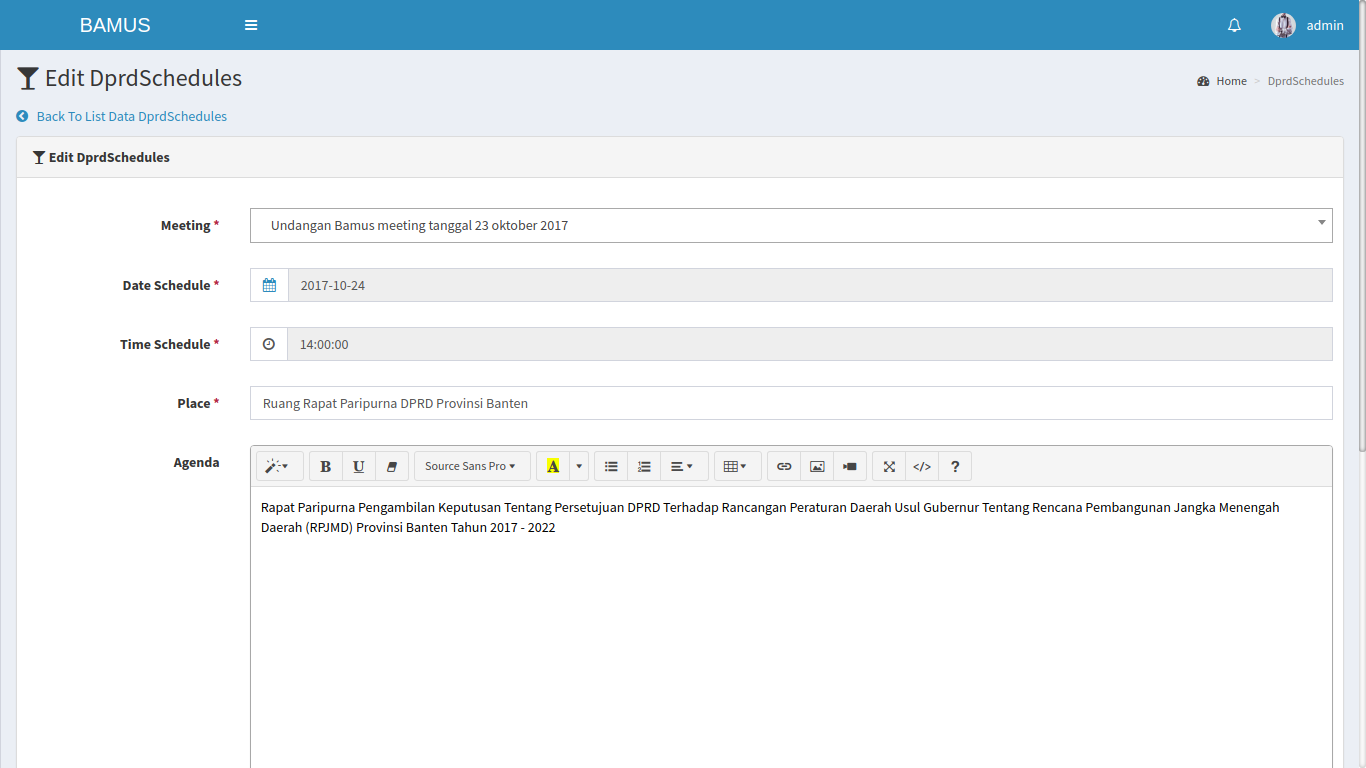 BAMUS
admin
Edit DprdSchedules
Home > DprdSchedules
Back To List Data DprdSchedules
Edit DprdSchedules
Meeting *
Undangan Bamus meeting tanggal 23 oktober 2017
Date Schedule *
2017-10-24
Time Schedule *
14:00:00
Place *
Ruang Rapat Paripurna DPRD Provinsi Banten
Agenda
B U Source Sans Pro A </> ?
Rapat Paripurna Pengambilan Keputusan Tentang Persetujuan DPRD Terhadap Rancangan Peraturan Daerah Usul Gubernur Tentang Rencana Pembangunan Jangka Menengah
Daerah (RPJMD) Provinsi Banten Tahun 2017 - 2022